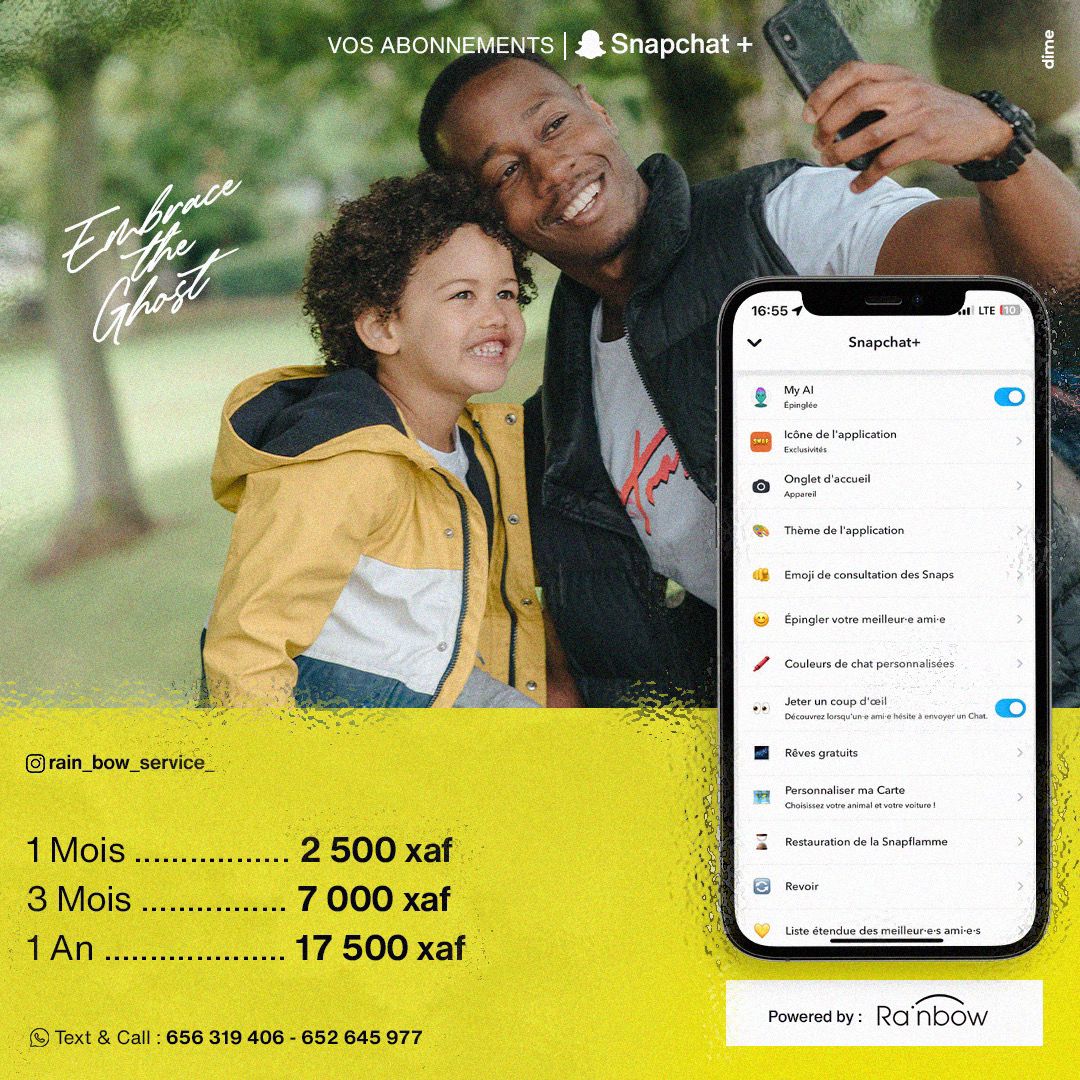 VOS ABONNEMENTS | Snapchat +
dime
Embrace
the
Ghost
16:55
LTE 10
Snapchat+
My AI
Épinglée
Icône de l'application
Exclusivités
Onglet d'accueil
Appareil
Thème de l'application
Emoji de consultation des Snaps
Épingler votre meilleur·e ami·e
Couleurs de chat personnalisées
Jeter un coup d'œil
Découvrez lorsqu'un·e ami·e hésite à envoyer un Chat.
Rêves gratuits
Personnaliser ma Carte
Choisissez votre animal et votre voiture !
Restauration de la Snapflamme
Revoir
Liste étendue des meilleur·e·s ami·e·s
rain_bow_service_
1 Mois ................. 2 500 xaf
3 Mois ................ 7 000 xaf
1 An .................... 17 500 xaf
Text & Call : 656 319 406 - 652 645 977
Powered by : Rainbow